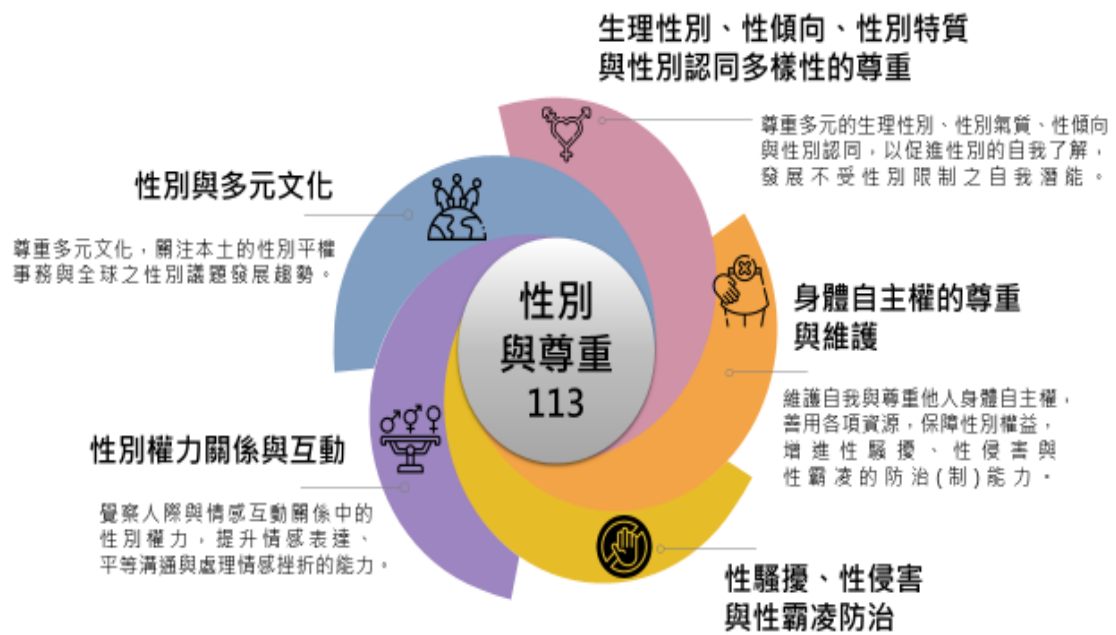 生理性別、性傾向、性別特質
與性別認同多樣性的尊重
尊重多元的生理性別、性別氣質、性傾向
與性別認同，以促進性別的自我了解，
發展不受性別限制之自我潛能。
性別與多元文化
尊重多元文化，關注本土的性別平權
事務與全球之性別議題發展趨勢。
性別
與尊重
113
身體自主權的尊重
與維護
維護自我與尊重他人身體自主權，
善用各項資源，保障性別權益，
增進性騷擾、性侵害與
性霸凌的防治(制)能力。
性別權力關係與互動
覺察人際與情感互動關係中的
性別權力，提升情感表達、
平等溝通與處理情感挫折的能力。
性騷擾、性侵害
與性霸凌防治